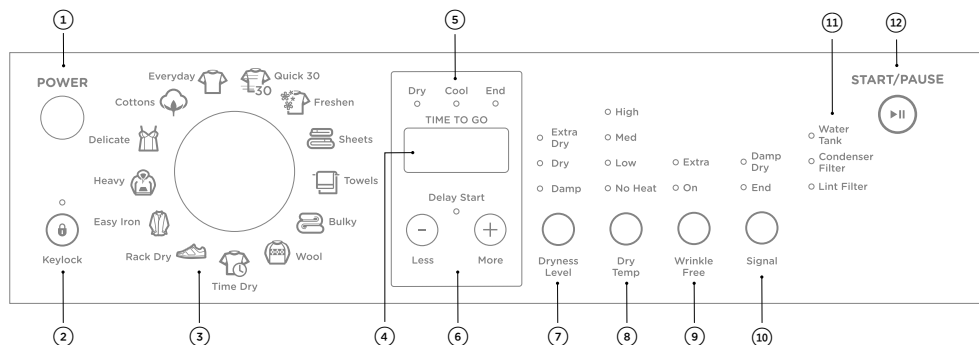 1
5
11
12
POWER
Everyday
Quick 30
30
Cottons
Freshen
Delicate
Sheets
Heavy
Towels
Easy Iron
Bulky
Rack Dry
Wool
Time Dry
Keylock
Dry Cool End
TIME TO GO
Delay Start
Less
More
Extra
Dry
Dry
Damp
Dryness
Level
High
Med
Low
No Heat
Dry
Temp
Extra
On
Wrinkle
Free
Damp
Dry
End
Signal
Water
Tank
Condenser
Filter
Lint Filter
START/PAUSE
2
3
4
6
7
8
9
10